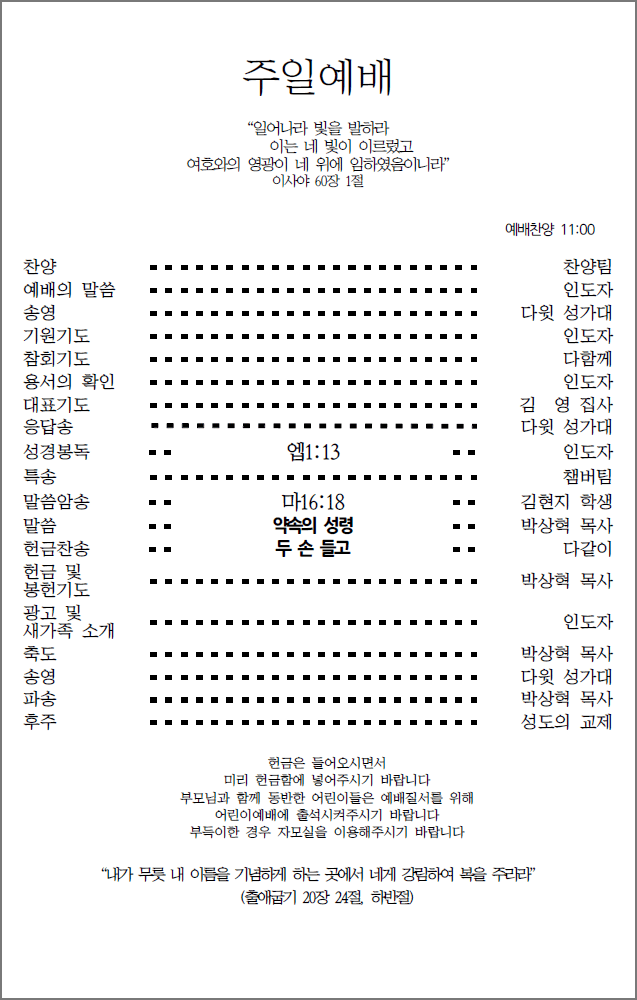 주일예배
“일어나라 빛을 발하라
이는 네 빛이 이르렀고
여호와의 영광이 네 위에 임하였음이니라”
이사야 60장 1절
예배찬양 11:00
찬양 찬양팀
예배의 말씀 인도자
송영 다윗 성가대
기원기도 인도자
참회기도 다함께
용서의 확인 인도자
대표기도 김 영 집사
응답송 다윗 성가대
성경봉독 엡1:13 인도자
특송 챔버팀
말씀암송 마16:18 김현지 학생
말씀 약속의 성령 박상혁 목사
헌금찬송 두 손 들고 다같이
헌금 및
봉헌기도 박상혁 목사
광고 및
새가족 소개 인도자
축도 박상혁 목사
송영 다윗 성가대
파송 박상혁 목사
후주 성도의 교제
헌금은 들어오시면서
미리 헌금함에 넣어주시기 바랍니다
부모님과 함께 동반한 어린이들은 예배질서를 위해
어린이예배에 출석시켜주시기 바랍니다
부득이한 경우 자모실을 이용해주시기 바랍니다
“내가 무릇 내 이름을 기념하게 하는 곳에서 네게 강림하여 복을 주리라”
(출애굽기 20장 24절, 하반절)